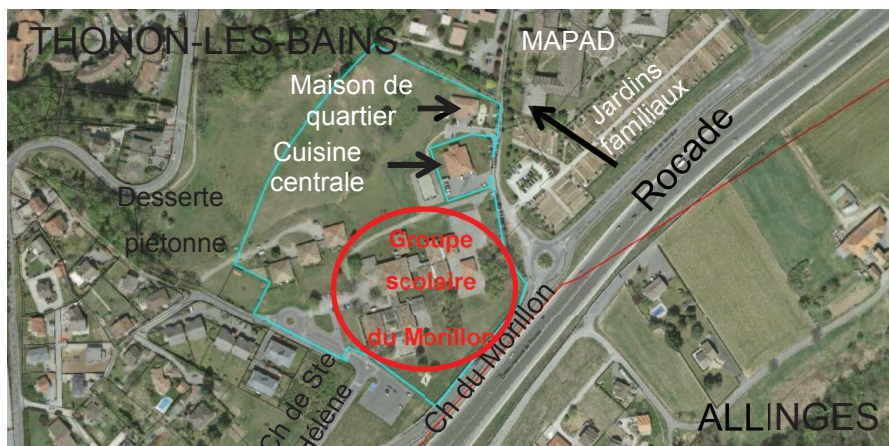 THONON-LES-BAINS
MAPAD
Maison de
quartier
Jardins
familiaux
Cuisine
centrale
Rocade
Desserte
piétonne
Groupe
scolaire
du Morillon
Ch du Morillon
Ch de Ste
Hélène
ALLINGES